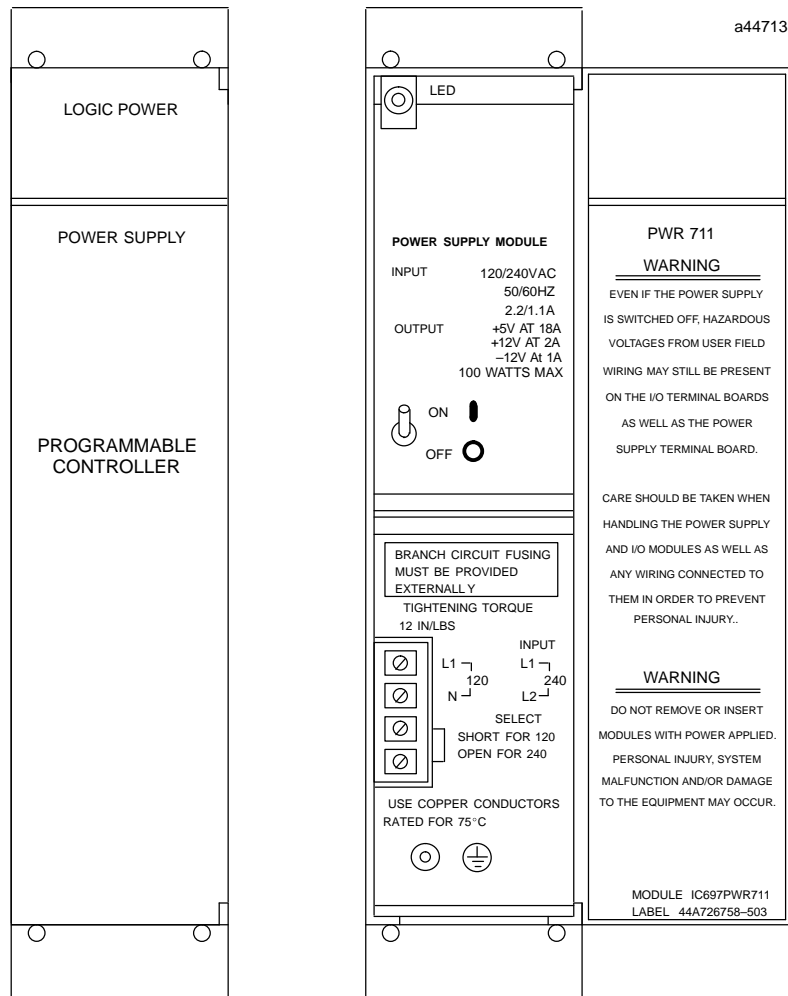 a44713
LOGIC POWER
POWER SUPPLY
PROGRAMMABLE
CONTROLLER
LED
POWER SUPPLY MODULE
INPUT 120/240VAC
50/60HZ
2.2/1.1A
OUTPUT +5V AT 18A
+12V AT 2A
–12V At 1A
100 WATTS MAX
ON
OFF
BRANCH CIRCUIT FUSING
MUST BE PROVIDED
EXTERNALLY
TIGHTENING TORQUE
12 IN/LBS
INPUT
L1 L1
120 240
N L2
SELECT
SHORT FOR 120
OPEN FOR 240
USE COPPER CONDUCTORS
RATED FOR 75°C
PWR 711
WARNING
EVEN IF THE POWER SUPPLY
IS SWITCHED OFF, HAZARDOUS
VOLTAGES FROM USER FIELD
WIRING MAY STILL BE PRESENT
ON THE I/O TERMINAL BOARDS
AS WELL AS THE POWER
SUPPLY TERMINAL BOARD.
CARE SHOULD BE TAKEN WHEN
HANDLING THE POWER SUPPLY
AND I/O MODULES AS WELL AS
ANY WIRING CONNECTED TO
THEM IN ORDER TO PREVENT
PERSONAL INJURY..
WARNING
DO NOT REMOVE OR INSERT
MODULES WITH POWER APPLIED.
PERSONAL INJURY, SYSTEM
MALFUNCTION AND/OR DAMAGE
TO THE EQUIPMENT MAY OCCUR.
MODULE IC697PWR711
LABEL 44A726758–503